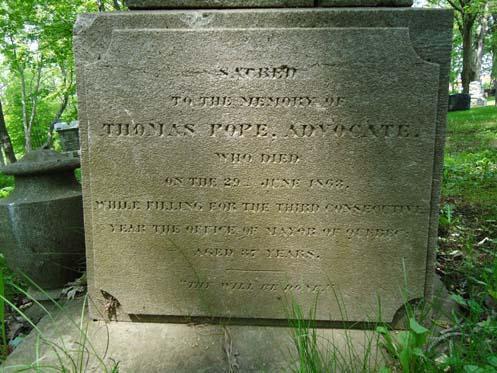 SACRED
TO THE MEMORY OF
THOMAS POPE, ADVOCATE,
WHO DIED
ON THE 29TH JUNE 1863,
WHILE FILLING FOR THE THIRD CONSECUTIVE
YEAR THE OFFICE OF MAYOR OF QUEBEC
AGED 37 YEARS.
"THY WILL BE DONE."